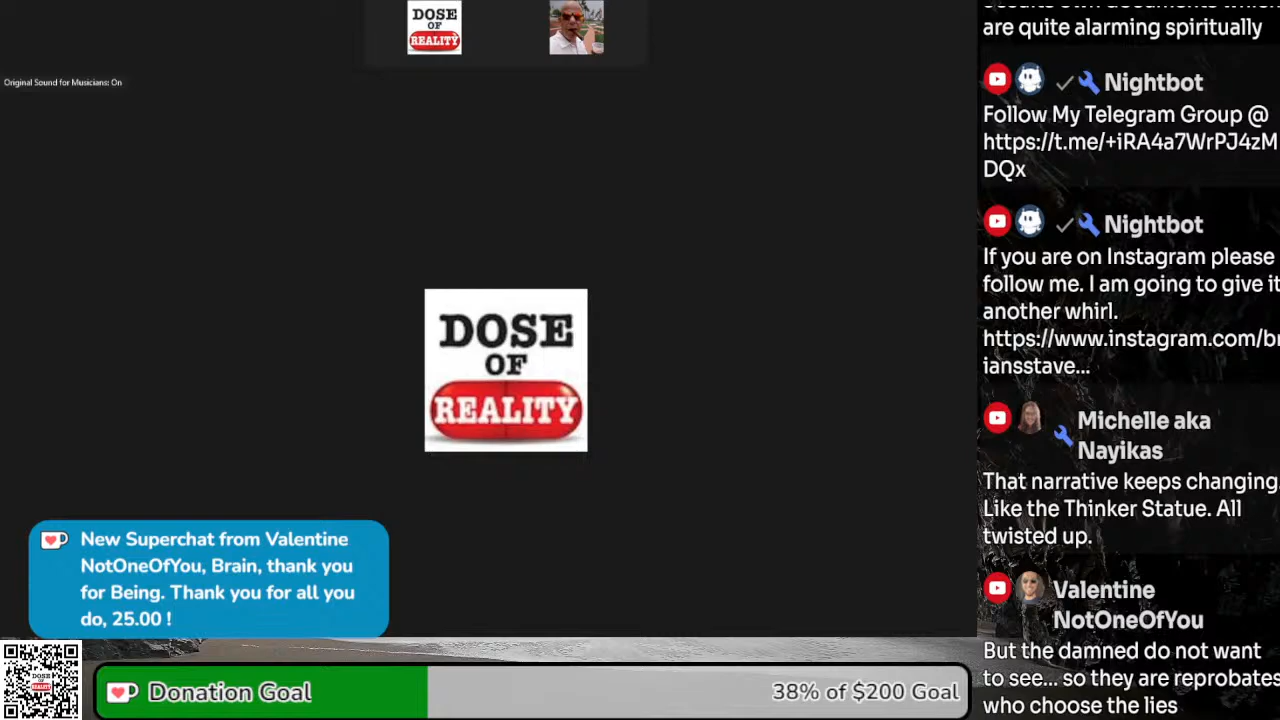 DOSE
OF
REALITY
Original Sound for Musicians: On
DOSE
OF
REALITY
New Superchat from Valentine
NotOneOfYou, Brain, thank you
for Being. Thank you for all you
do, 25.00 !
Donation Goal
38% of $200 Goal
are quite alarming spiritually
Nightbot
Follow My Telegram Group @
https://t.me/+iRA4a7WrPJ4zM
DQx
Nightbot
If you are on Instagram please
follow me. I am going to give it
another whirl.
https://www.instagram.com/br
iansstave...
Michelle aka
Nayikas
That narrative keeps changing.
Like the Thinker Statue. All
twisted up.
Valentine
NotOneOfYou
But the damned do not want
to see... so they are reprobates
who choose the lies